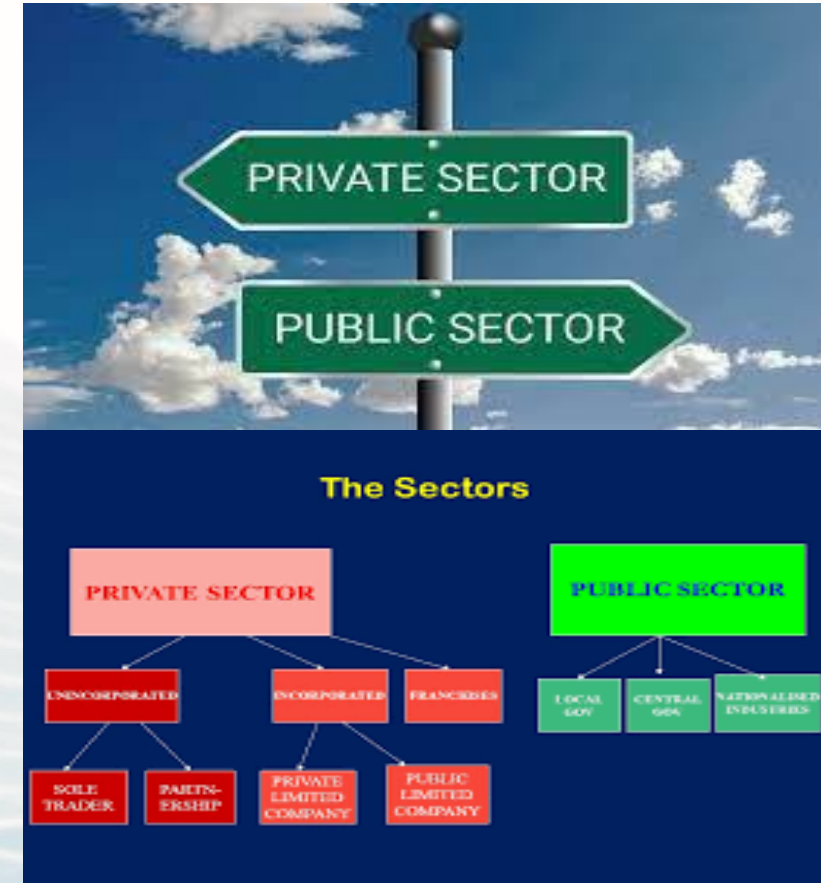 PRIVATE SECTOR
PUBLIC SECTOR
The Sectors
PRIVATE SECTOR
PUBLIC SECTOR
UNINCORPORATED
INCORPORATED
FRANCHISES
LOCAL
GOV
CENTRAL
GOV
NATIONALISED
INDUSTRIES
SOLE
TRADER
PARTN-
ERSHIP
PRIVATE
LIMITED
COMPANY
PUBLIC
LIMITED
COMPANY